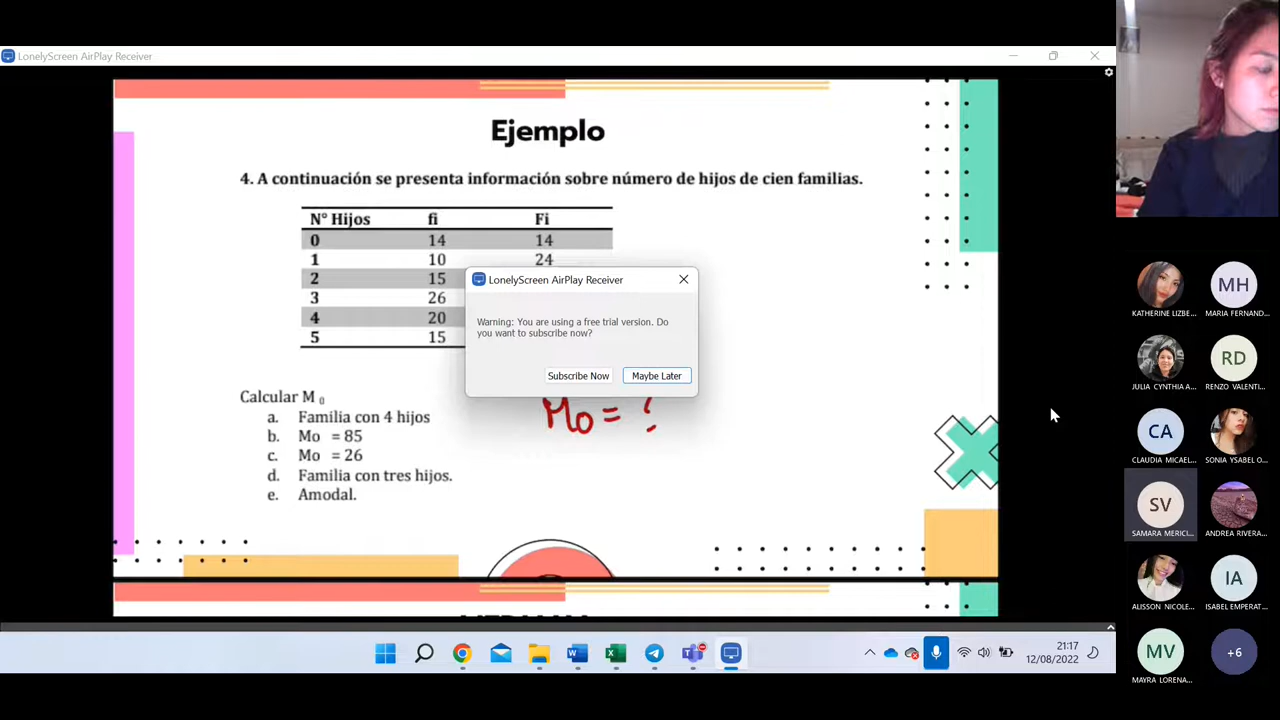 LonelyScreen AirPlay Receiver
Ejemplo
4. A continuación se presenta información sobre número de hijos de cien familias.
N° Hijos fi Fi
0 14 14
1 10 24
2 15
3 26
4 20
5 15
LonelyScreen AirPlay Receiver
Warning: You are using a free trial version. Do
you want to subscribe now?
Subscribe Now Maybe Later
Calcular M 0
a. Familia con 4 hijos
b. Mo = 85
c. Mo = 26
d. Familia con tres hijos.
e. Amodal.
Mo = ?
KATHERINE LIZBE...
MH
MARIA FERNAND...
JULIA CYNTHIA A...
RD
RENZO VALENTI...
CA
CLAUDIA MICAEL...
SONIA YSABEL O...
SV
SAMARA MERICI...
ANDREA RIVERA...
ALISSON NICOLE...
IA
ISABEL EMPERAT...
MV
MAYRA LORENA...
+6
21:17
12/08/2022